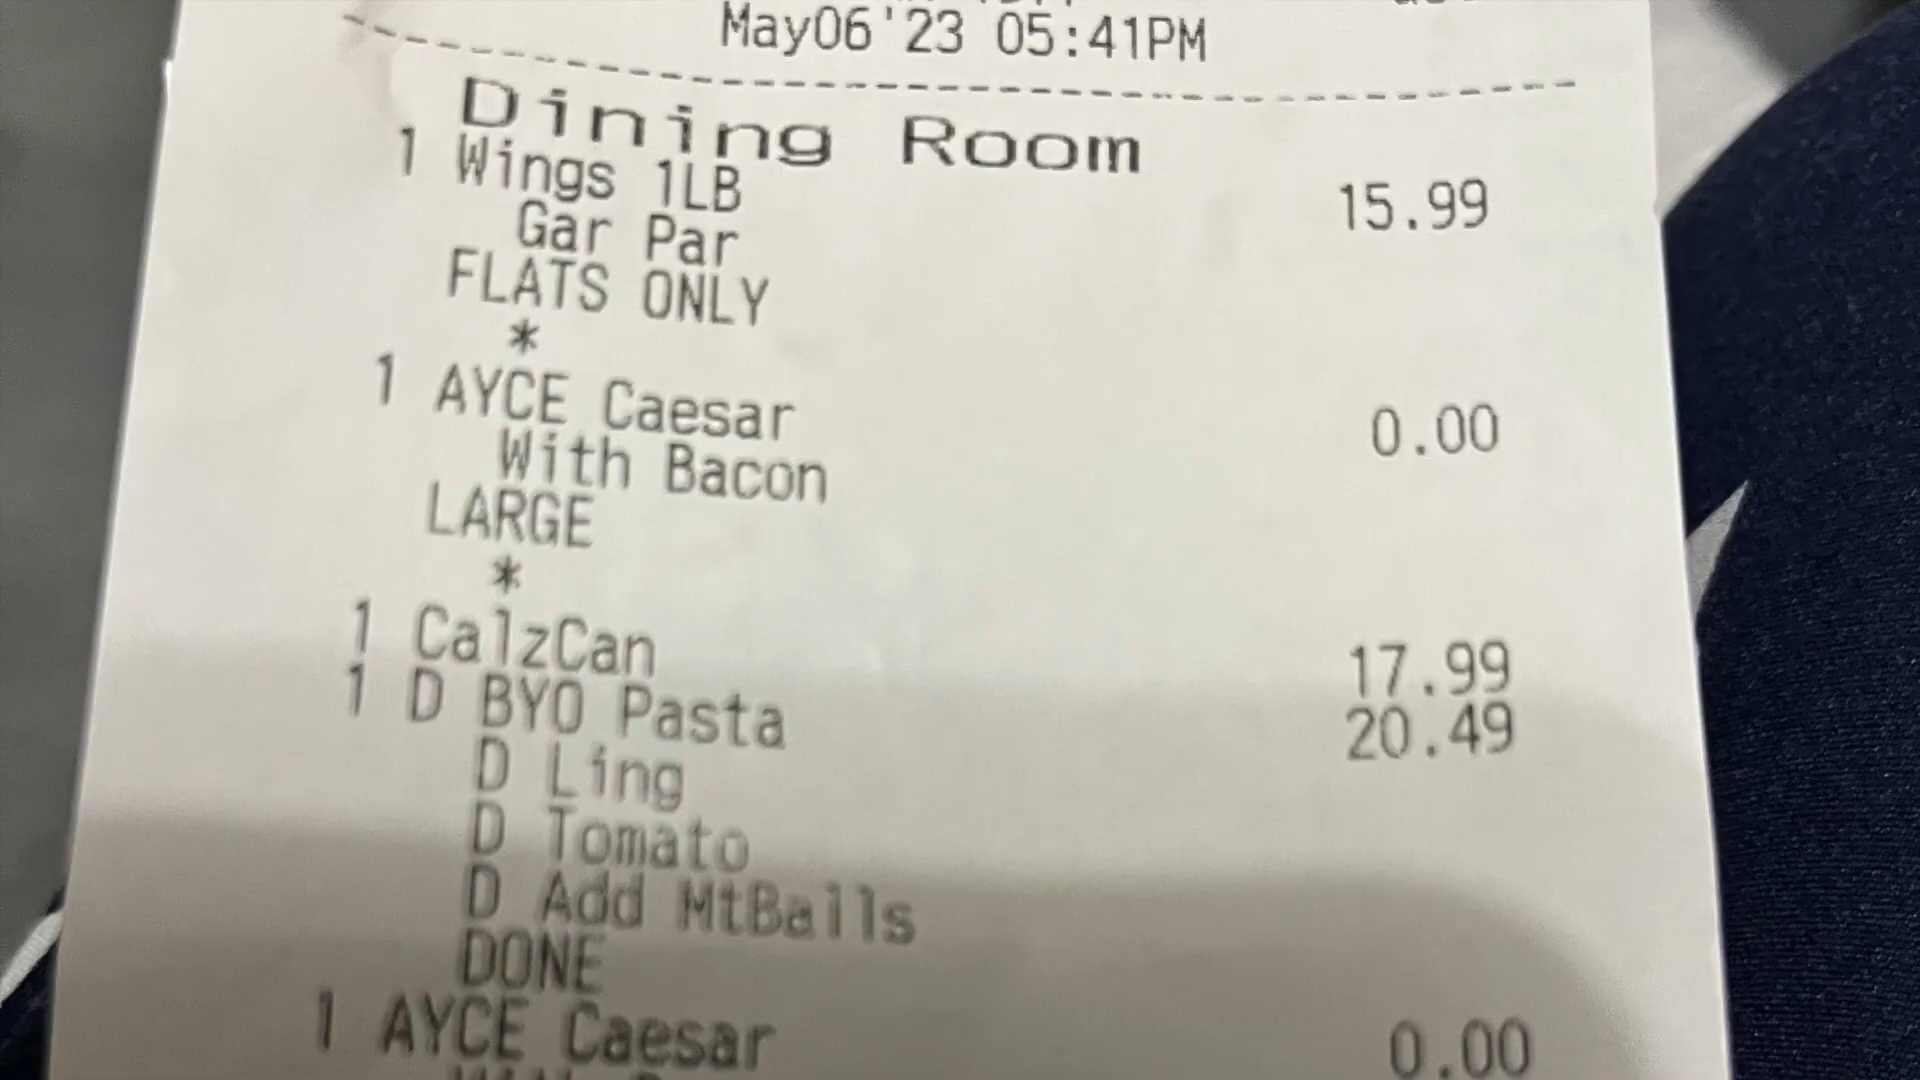 May06'23 05:41PM
Dining Room
1 Wings 1LB 15.99
Gar Par
FLATS ONLY
*
1 AYCE Caesar 0.00
With Bacon
LARGE
*
1 CalzCan 17.99
1 D BYO Pasta 20.49
D Ling
D Tomato
D Add MtBalls
DONE
1 AYCE Caesar 0.00